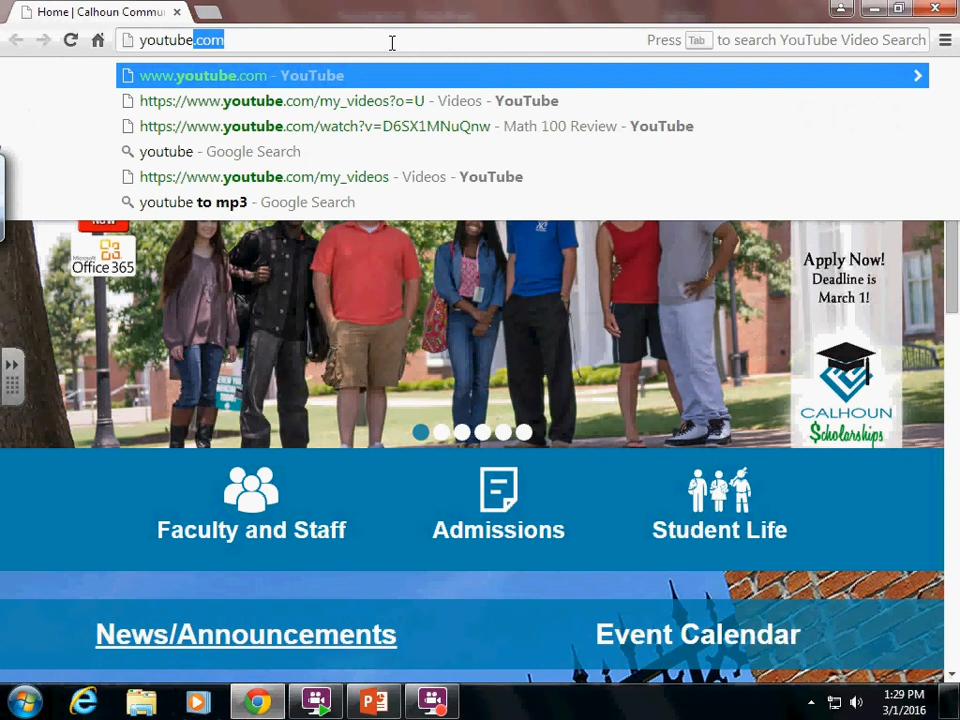 Home | Calhoun Commu
youtube.com
Press Tab to search YouTube Video Search
www.youtube.com - YouTube
https://www.youtube.com/my_videos?o=U - Videos - YouTube
https://www.youtube.com/watch?v=D6SX1MNuQnw - Math 100 Review - YouTube
youtube - Google Search
https://www.youtube.com/my_videos - Videos - YouTube
youtube to mp3 - Google Search
Microsoft
Office 365
Apply Now!
Deadline is
March 1!
CALHOUN
$cholarships
Faculty and Staff
Admissions
Student Life
News/Announcements
Event Calendar
1:29 PM
3/1/2016